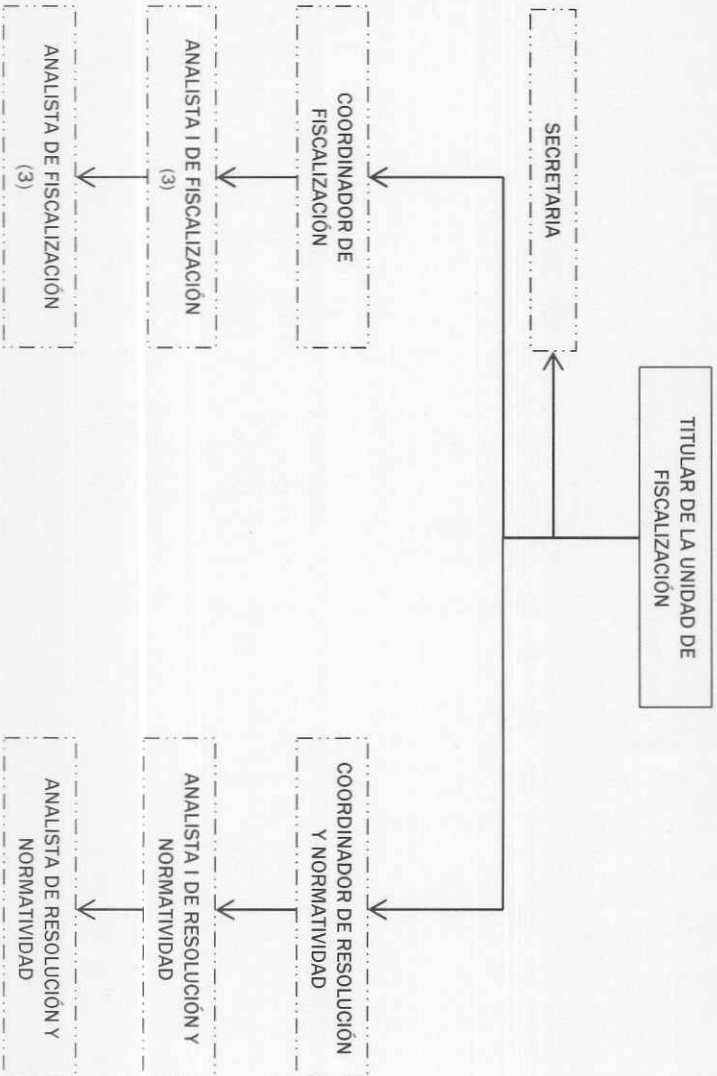 TITULAR DE LA UNIDAD DE
FISCALIZACIÓN
SECRETARIA
COORDINADOR DE
FISCALIZACIÓN
ANALISTA I DE FISCALIZACIÓN
(3)
ANALISTA DE FISCALIZACIÓN
(3)
COORDINADOR DE RESOLUCIÓN
Y NORMATIVIDAD
ANALISTA I DE RESOLUCIÓN Y
NORMATIVIDAD
ANALISTA DE RESOLUCIÓN Y
NORMATIVIDAD